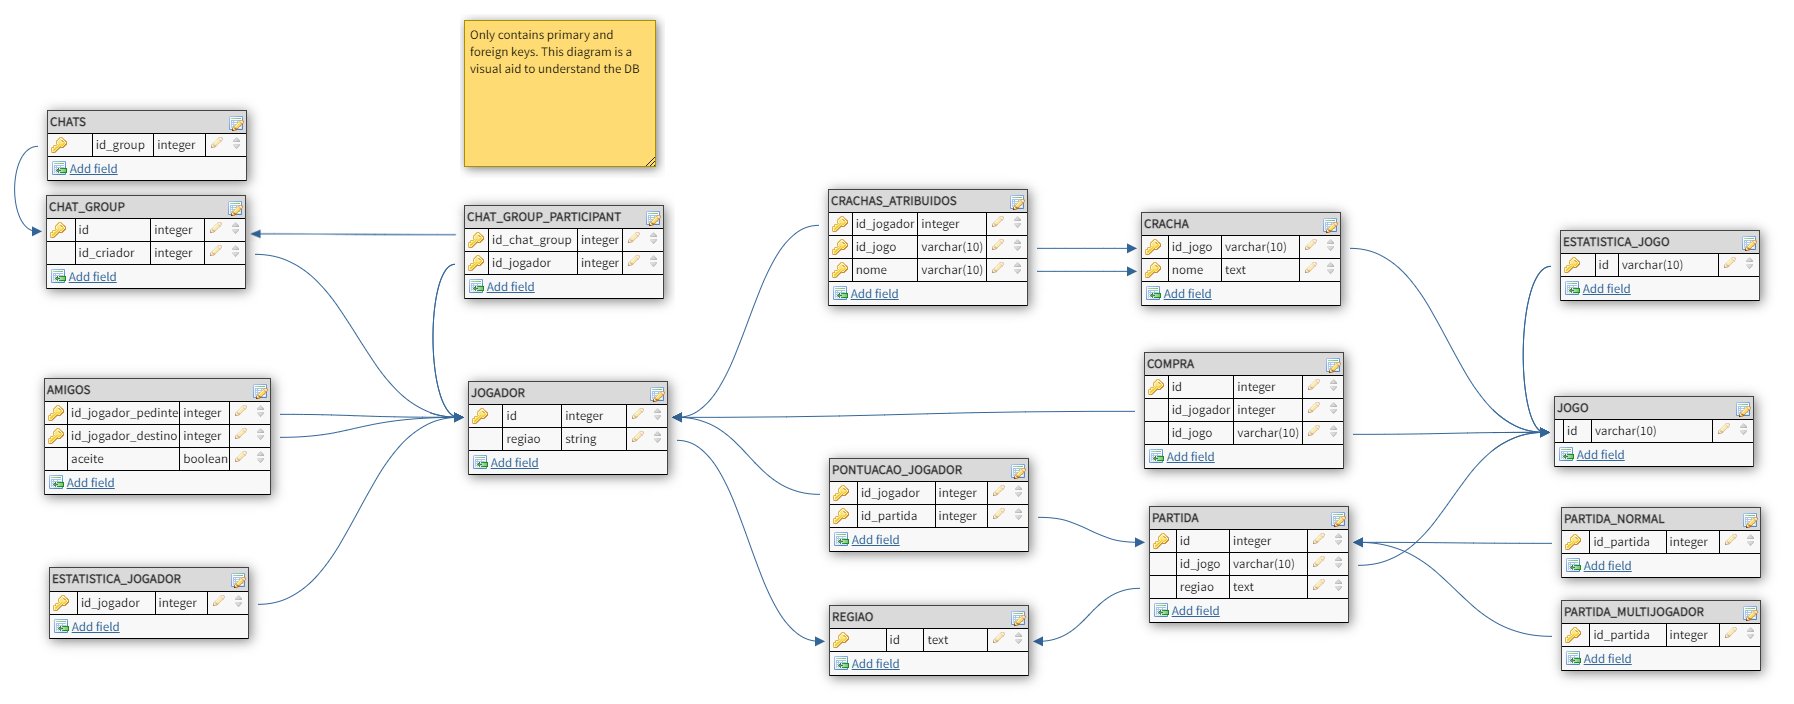 Only contains primary and
foreign keys. This diagram is a
visual aid to understand the DB
CHATS
id_group integer
Add field
CHAT_GROUP
id integer
id_criador integer
Add field
CHAT_GROUP_PARTICIPANT
id_chat_group integer
id_jogador integer
Add field
AMIGOS
id_jogador_pedinte integer
id_jogador_destino integer
aceite boolean
Add field
JOGADOR
id integer
regiao string
Add field
ESTATISTICA_JOGADOR
id_jogador integer
Add field
CRACHAS_ATRIBUIDOS
id_jogador integer
id_jogo varchar(10)
nome varchar(10)
Add field
CRACHA
id_jogo varchar(10)
nome text
Add field
ESTATISTICA_JOGO
id varchar(10)
Add field
COMPRA
id integer
id_jogador integer
id_jogo varchar(10)
Add field
JOGO
id varchar(10)
Add field
PONTUACAO_JOGADOR
id_jogador integer
id_partida integer
Add field
PARTIDA
id integer
id_jogo varchar(10)
regiao text
Add field
PARTIDA_NORMAL
id_partida integer
Add field
REGIAO
id text
Add field
PARTIDA_MULTIJOGADOR
id_partida integer
Add field